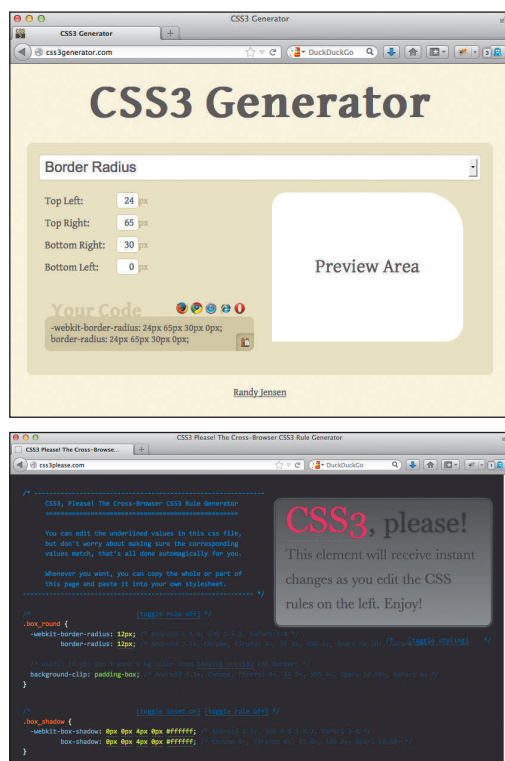 CSS3 Generator
CSS3 Generator
css3generator.com
DuckDuckGo
3
CSS3 Generator
Border Radius
Top Left: 24 px
Top Right: 65 px
Bottom Right: 30 px
Bottom Left: 0 px
Preview Area
Your Code
-webkit-border-radius: 24px 65px 30px 0px;
border-radius: 24px 65px 30px 0px;
Randy Jensen
CSS3 Please! The Cross-Browser CSS3 Rule Generator
CSS3 Please! The Cross-Browse...
css3please.com
DuckDuckGo
/* ----------------------------------------------------------
CSS3, Please! The Cross-Browser CSS3 Rule Generator
================================================
You can edit the underlined values in this css file,
but don't worry about making sure the corresponding
values match, that's all done automagically for you.
Whenever you want, you can copy the whole or part of
this page and paste it into your own stylesheet.
---------------------------------------------------------- */
CSS3, please!
This element will receive instant
changes as you edit the CSS
rules on the left. Enjoy!
/* [toggle rule off] */
/* [toggle styling] */
.box_round {
-webkit-border-radius: 12px;
border-radius: 12px;
background-clip: padding-box;
}
/* [toggle inset on] [toggle rule off] */
.box_shadow {
-webkit-box-shadow: 0px 0px 4px 0px #ffffff;
box-shadow: 0px 0px 4px 0px #ffffff;
}